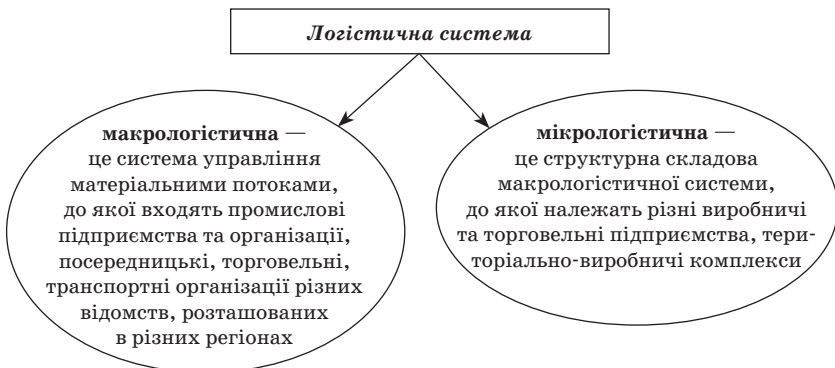 Логістична система
макрологістична —
це система управління
матеріальними потоками,
до якої входять промислові
підприємства та організації,
посередницькі, торговельні,
транспортні організації різних
відомств, розташованих
в різних регіонах
мікрологістична —
це структурна складова
макрологістичної системи,
до якої належать різні виробничі
та торговельні підприємства, тери-
торіально-виробничі комплекси